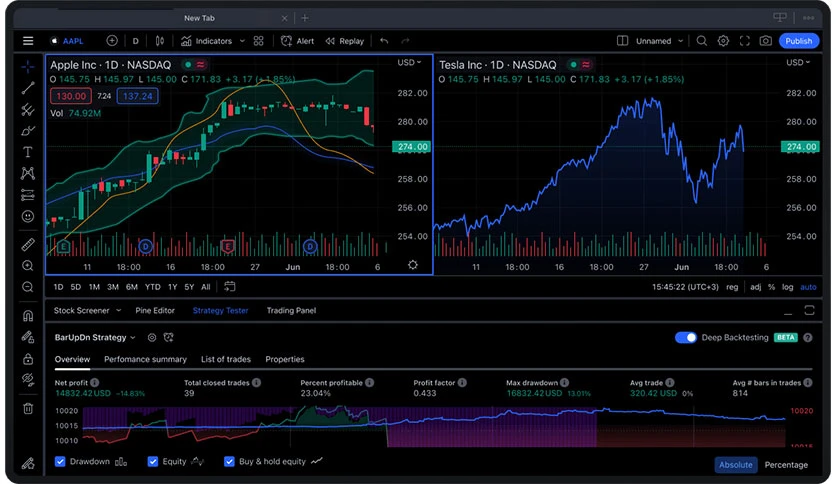 New Tab
AAPL D Indicators Alert Replay Unnamed Publish
Apple Inc · 1D · NASDAQ
O 145.75 H 145.97 L 145.00 C 171.83 +3.17 (+1.85%)
130.00 7.24 137.24
Vol 74.92M
USD
282.00
280.00
274.00
260.00
258.00
256.00
254.00
E D E D
11 18:00 16 18:00 27 Jun 18:00 6
Tesla Inc · 1D · NASDAQ
O 145.75 H 145.97 L 145.00 C 171.83 +3.17 (+1.85%)
USD
282.00
280.00
274.00
260.00
258.00
256.00
254.00
11 18:00 16 18:00 27 Jun 18:00 6
1D 5D 1M 3M 6M YTD 1Y 5Y All 15:45:22 (UTC+3) reg adj % log auto
Stock Screener Pine Editor Strategy Tester Trading Panel
BarUpDn Strategy Deep Backtesting BETA
Overview Perfomance summary List of trades Properties
Net profit Total closed trades Percent profitable Profit factor Max drawdown Avg trade Avg # bars in trades
14832.42 USD −14.83% 39 23.04% 0.433 16832.42 USD 13.01% 320.42 USD 0% 814
10020 10020
10015
10010
Drawdown Equity Buy & hold equity Absolute Percentage